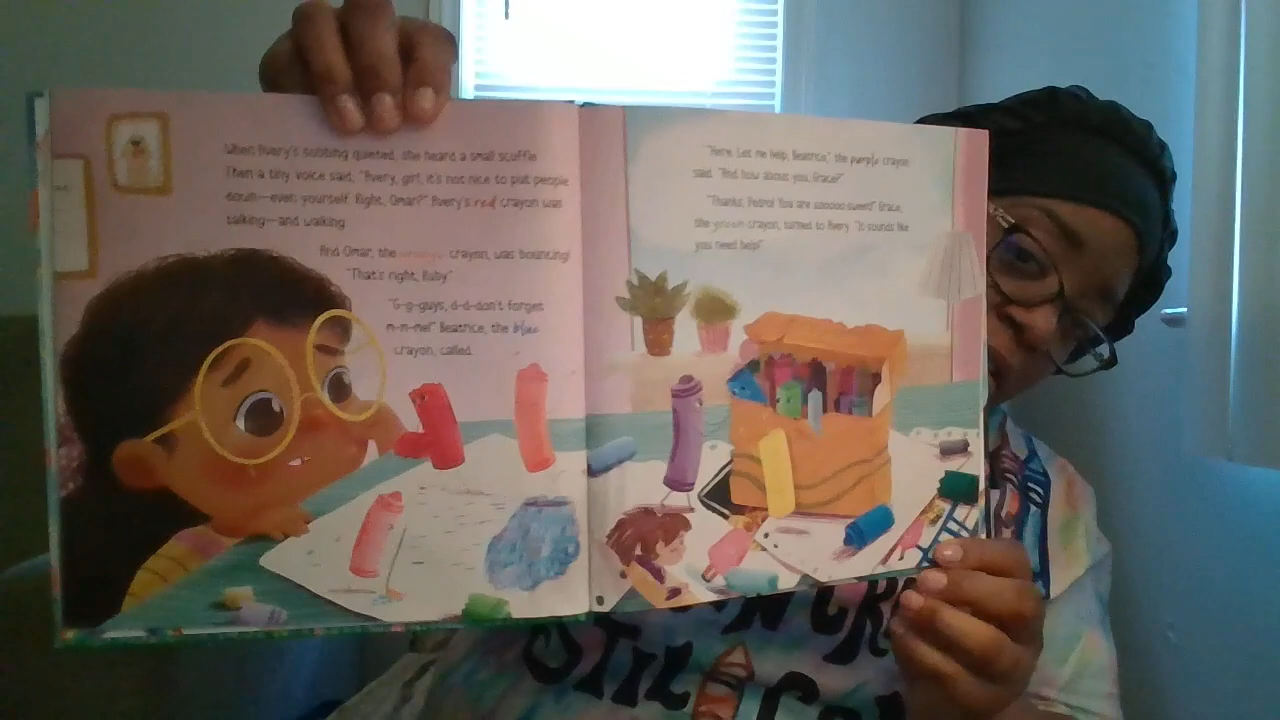 When Avery's sobbing quieted, she heard a small scuffle.
Then a tiny voice said, "Avery, girl, it's not nice to put people
down—even yourself. Right, Omar?" Avery's red crayon was
talking—and walking.
And Omar, the orange crayon, was bouncing!
"That's right, Ruby."
"G-g-guys, d-d-don't forget
m-m-me!" Beatrice, the blue
crayon, called.
"Here. Let me help, Beatrice," the purple crayon
said. "And how about you, Grace?"
"Thanks, Pedro! You are sooooo sweet!" Grace,
the green crayon, turned to Avery. "It sounds like
you need help!"
STILL